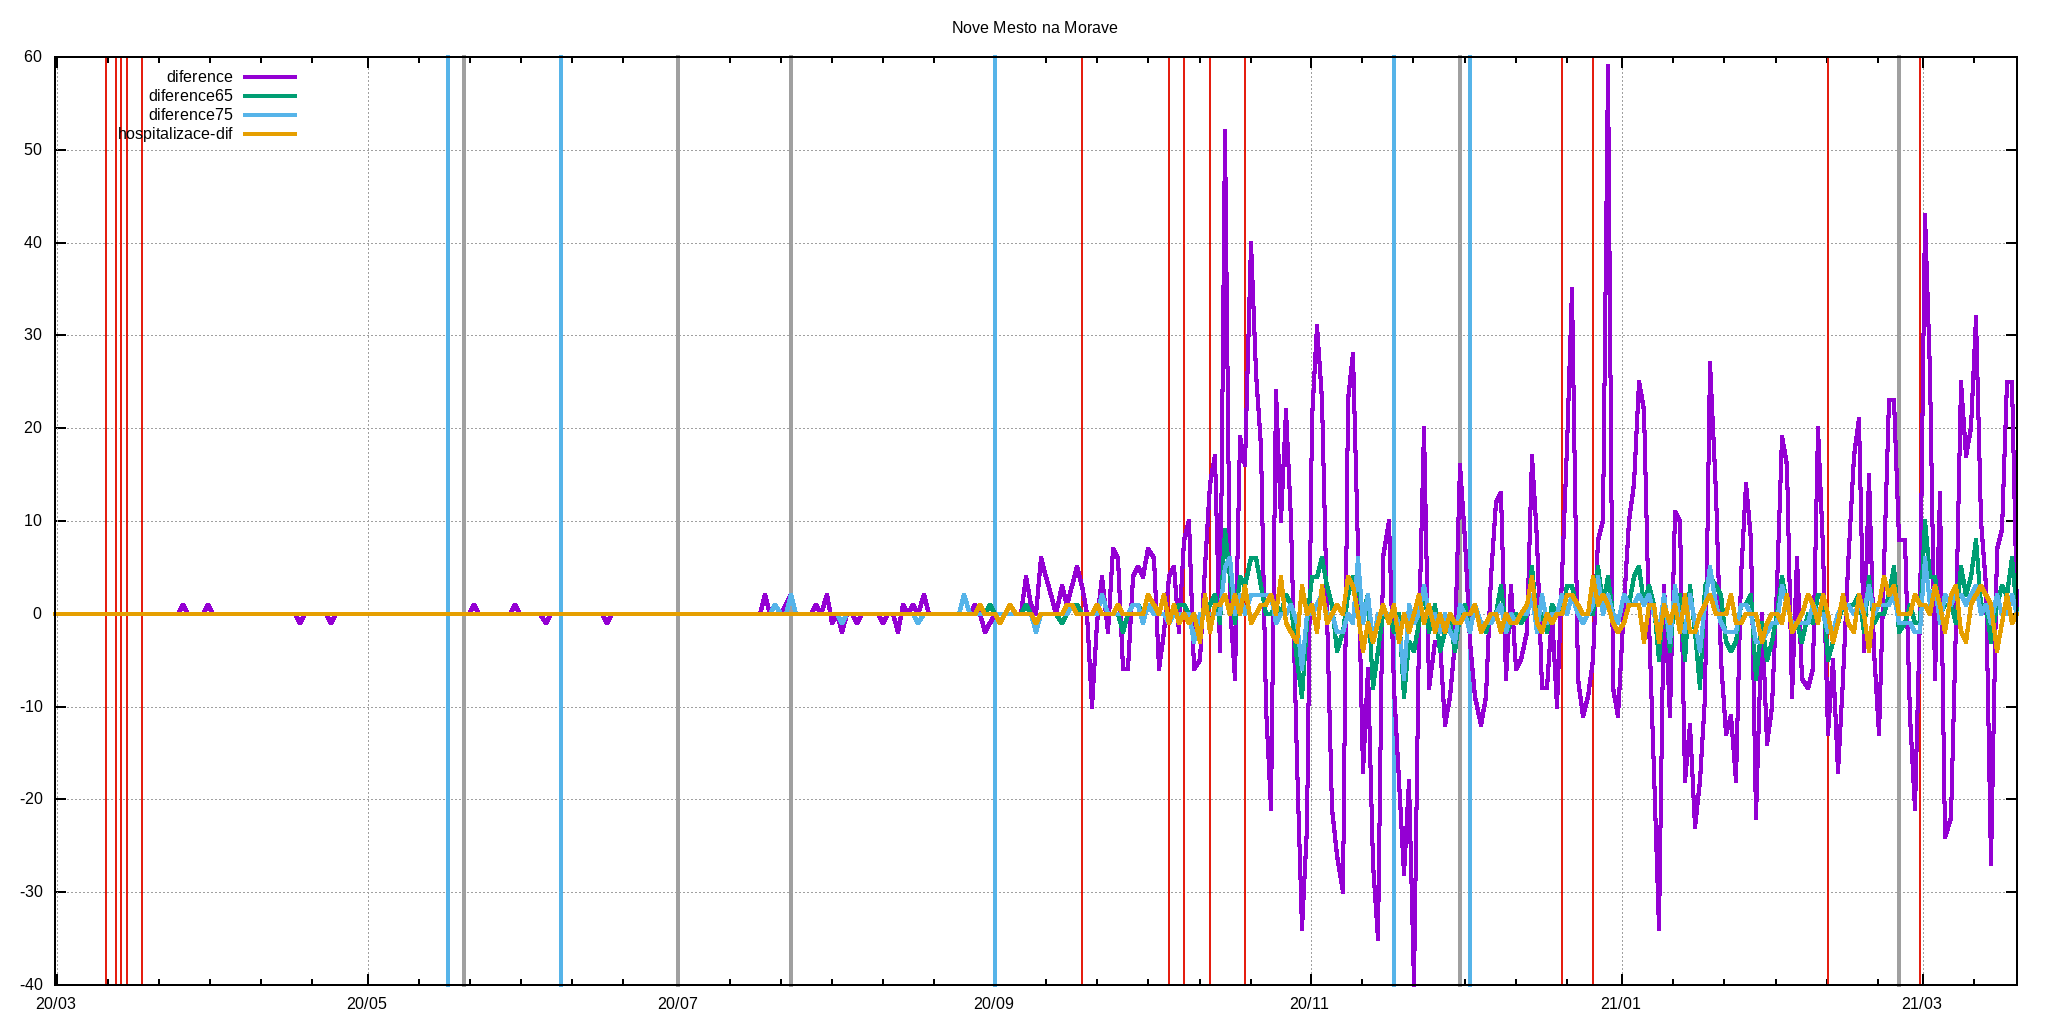 Nove Mesto na Morave
60
50
40
30
20
10
0
-10
-20
-30
-40
diference
diference65
diference75
hospitalizace-dif
20/03 20/05 20/07 20/09 20/11 21/01 21/03